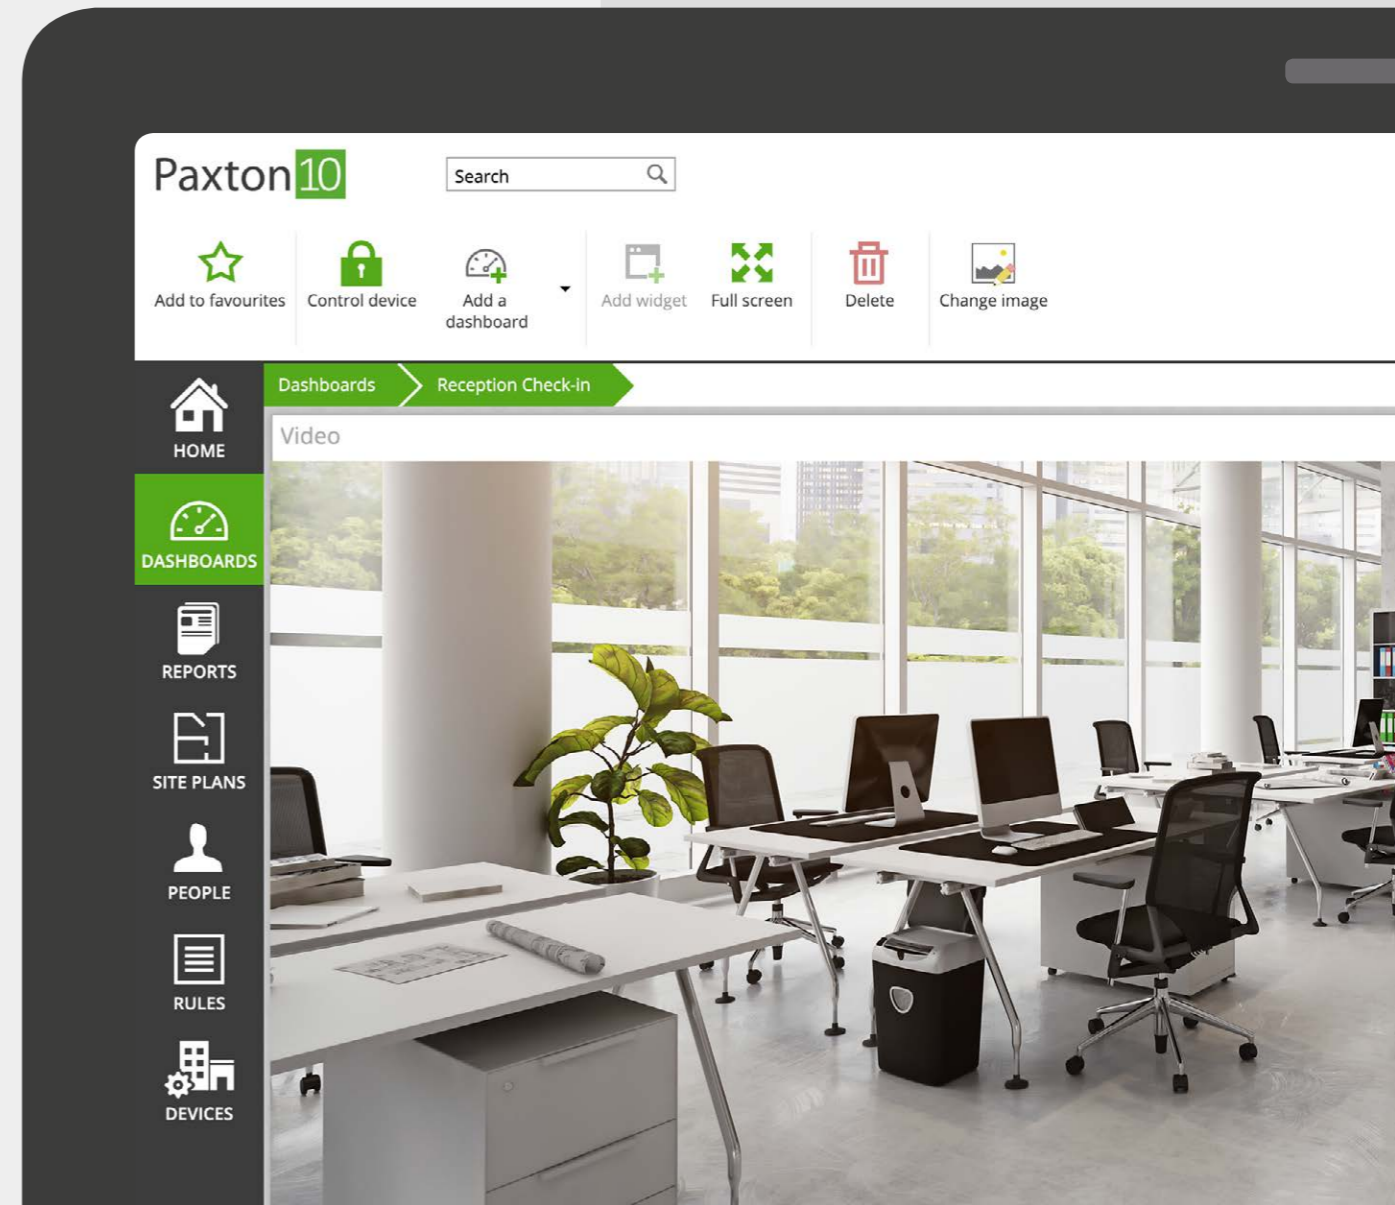 Paxton10
Search
Add to favourites
Control device
Add a
dashboard
Add widget
Full screen
Delete
Change image
Dashboards
Reception Check-in
Video
HOME
DASHBOARDS
REPORTS
SITE PLANS
PEOPLE
RULES
DEVICES